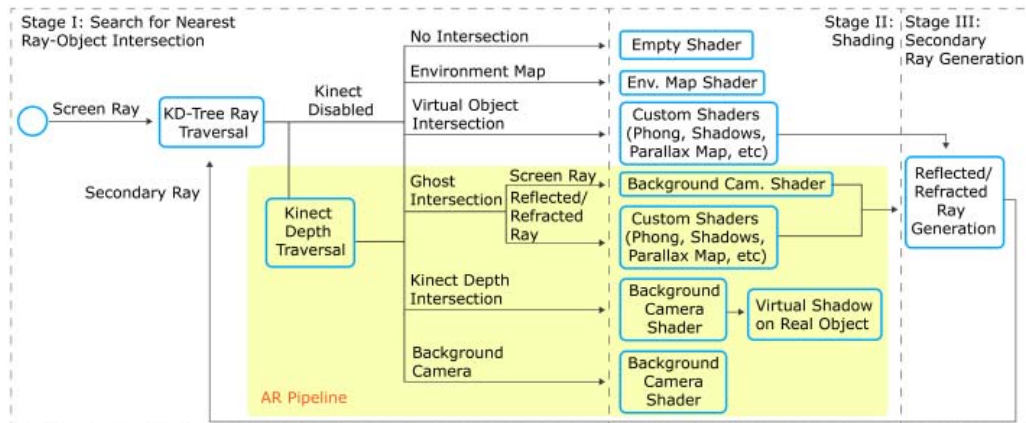 Stage I: Search for Nearest
Ray-Object Intersection
Stage II:
Shading
Stage III:
Secondary
Ray Generation
Screen Ray
KD-Tree Ray
Traversal
Kinect
Disabled
No Intersection
Empty Shader
Environment Map
Env. Map Shader
Virtual Object
Intersection
Custom Shaders
(Phong, Shadows,
Parallax Map, etc)
Secondary Ray
Kinect
Depth
Traversal
Ghost
Intersection
Screen Ray
Background Cam. Shader
Reflected/
Refracted
Ray
Custom Shaders
(Phong, Shadows,
Parallax Map, etc)
Reflected/
Refracted
Ray
Generation
Kinect Depth
Intersection
Background
Camera
Shader
Virtual Shadow
on Real Object
Background
Camera
Background
Camera
Shader
AR Pipeline